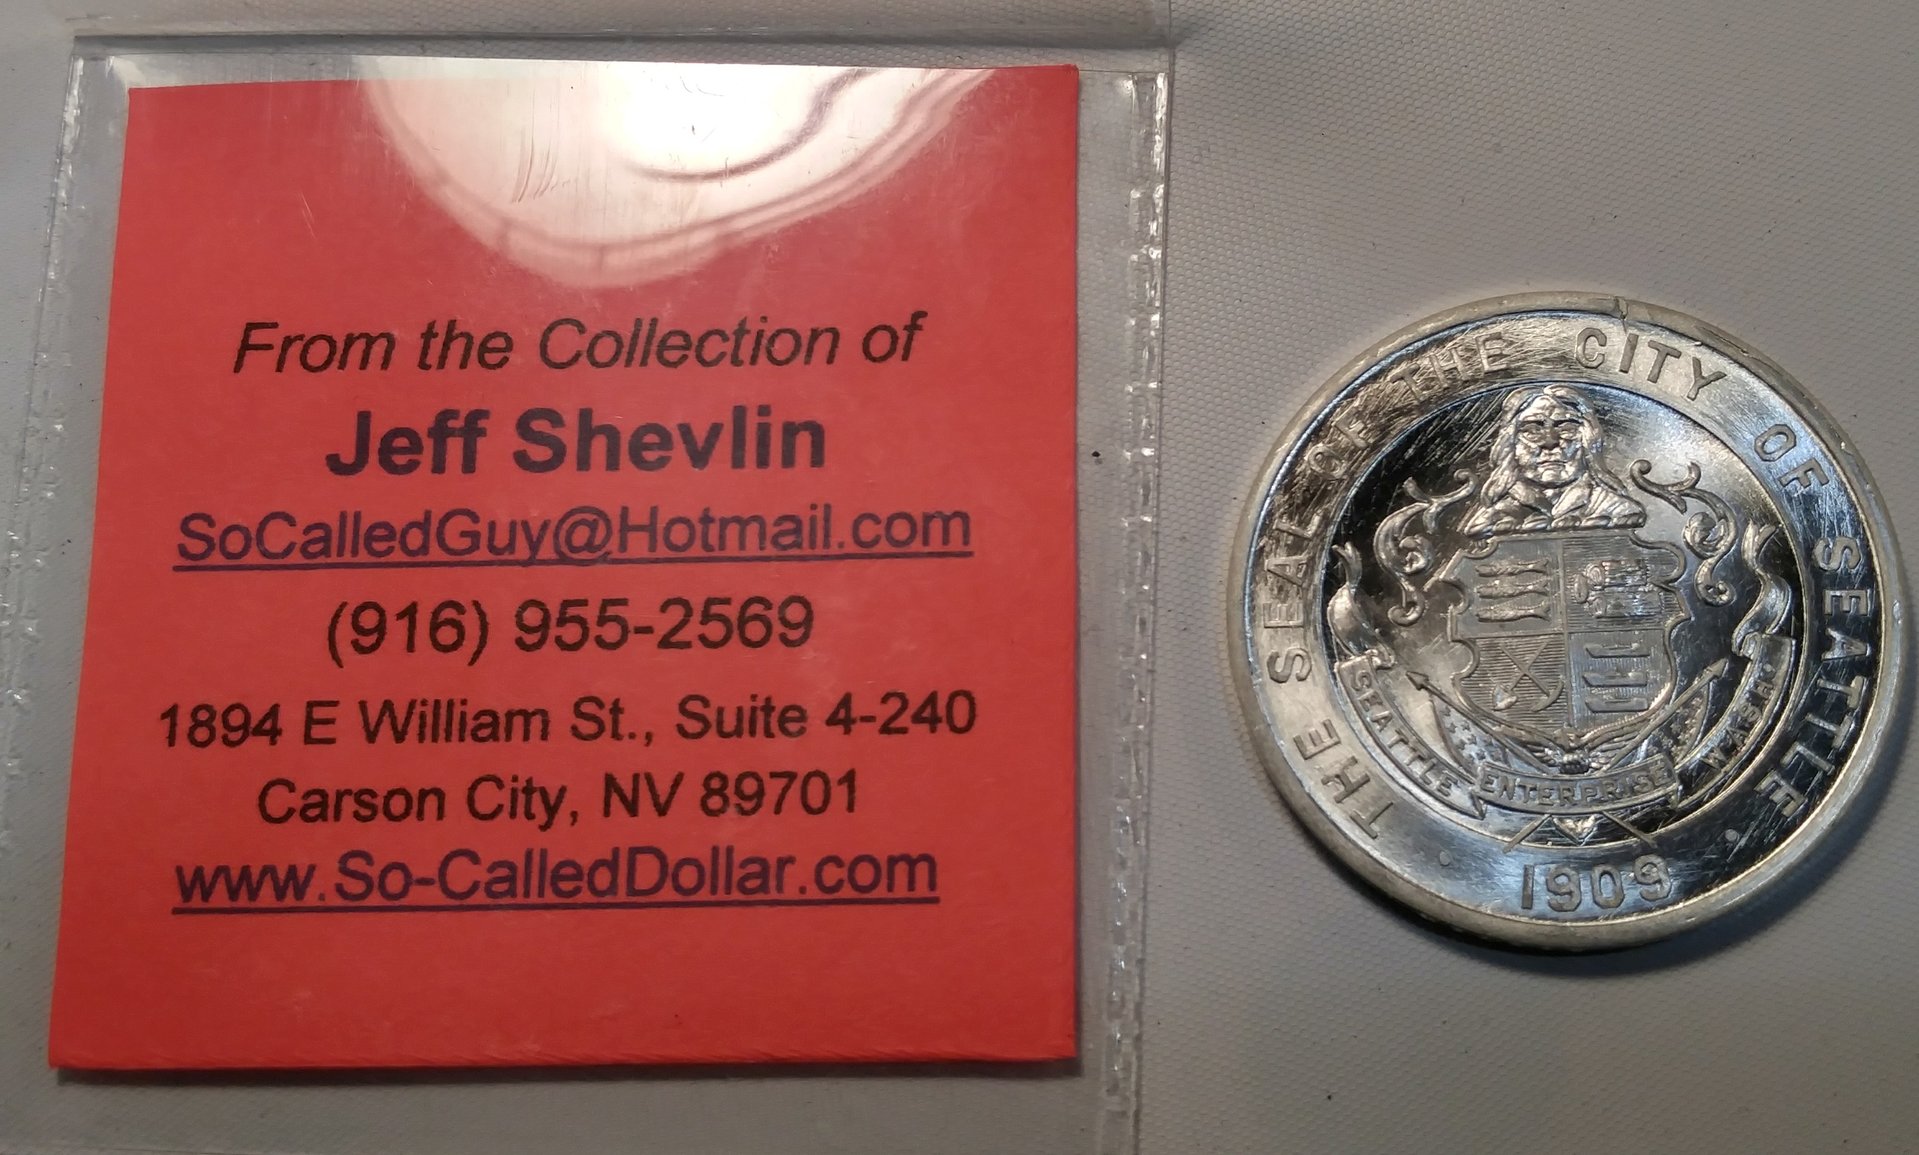 From the Collection of
Jeff Shevlin
SoCalledGuy@Hotmail.com
(916) 955-2569
1894 E William St., Suite 4-240
Carson City, NV 89701
www.So-CalledDollar.com
THE SEAL OF THE CITY OF SEATTLE
SEATTLE
ENTERPRISE
WASH.
· 1909 ·